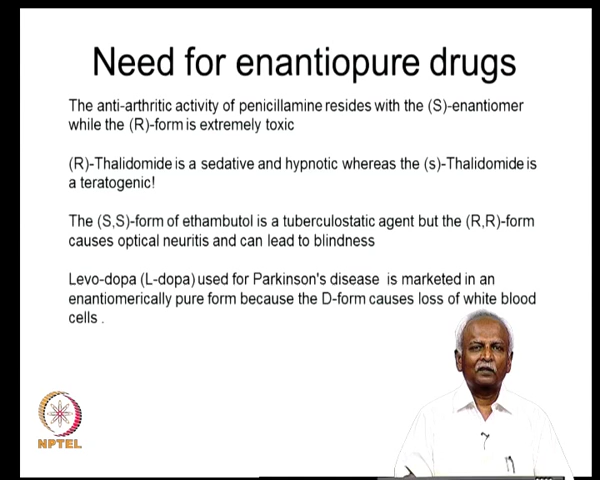 Need for enantiopure drugs
The anti-arthritic activity of penicillamine resides with the (S)-enantiomer
while the (R)-form is extremely toxic
(R)-Thalidomide is a sedative and hypnotic whereas the (s)-Thalidomide is
a teratogenic!
The (S,S)-form of ethambutol is a tuberculostatic agent but the (R,R)-form
causes optical neuritis and can lead to blindness
Levo-dopa (L-dopa) used for Parkinson's disease is marketed in an
enantiomerically pure form because the D-form causes loss of white blood
cells .
NPTEL